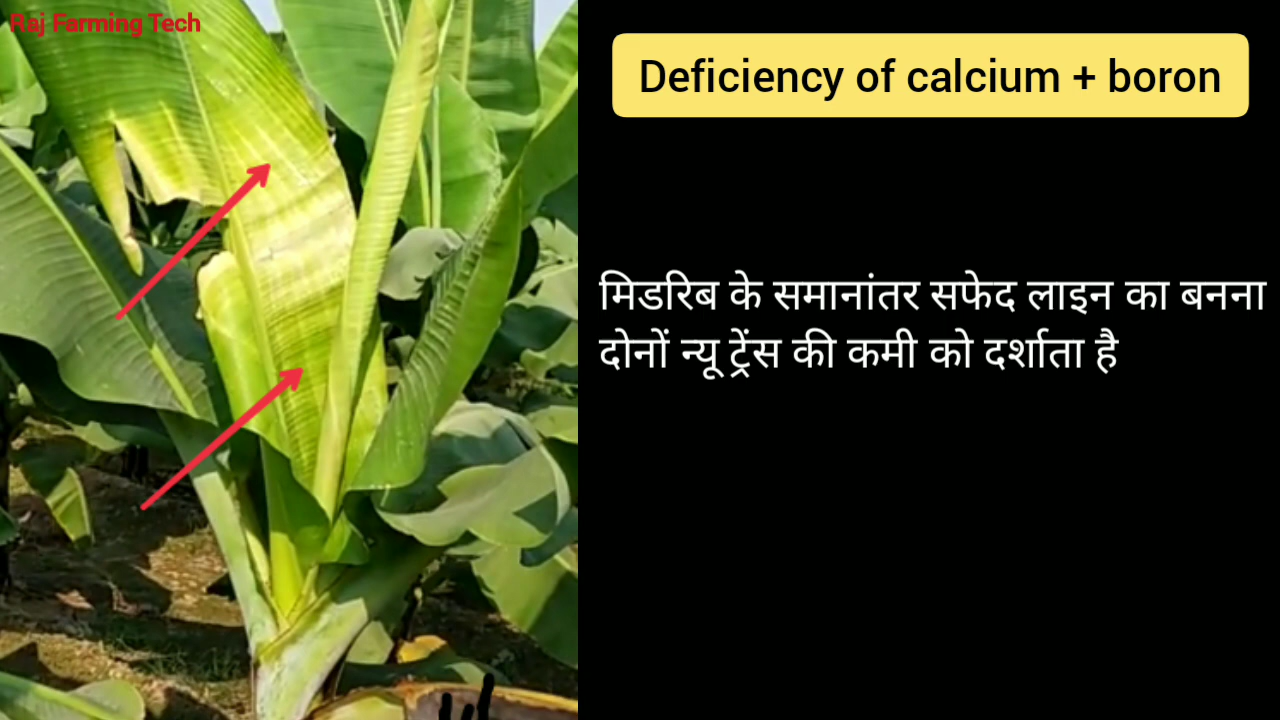 Raj Farming Tech
Deficiency of calcium + boron
मिडरिब के समानांतर सफेद लाइन का बनना
दोनों न्यू ट्रेंस की कमी को दर्शाता है